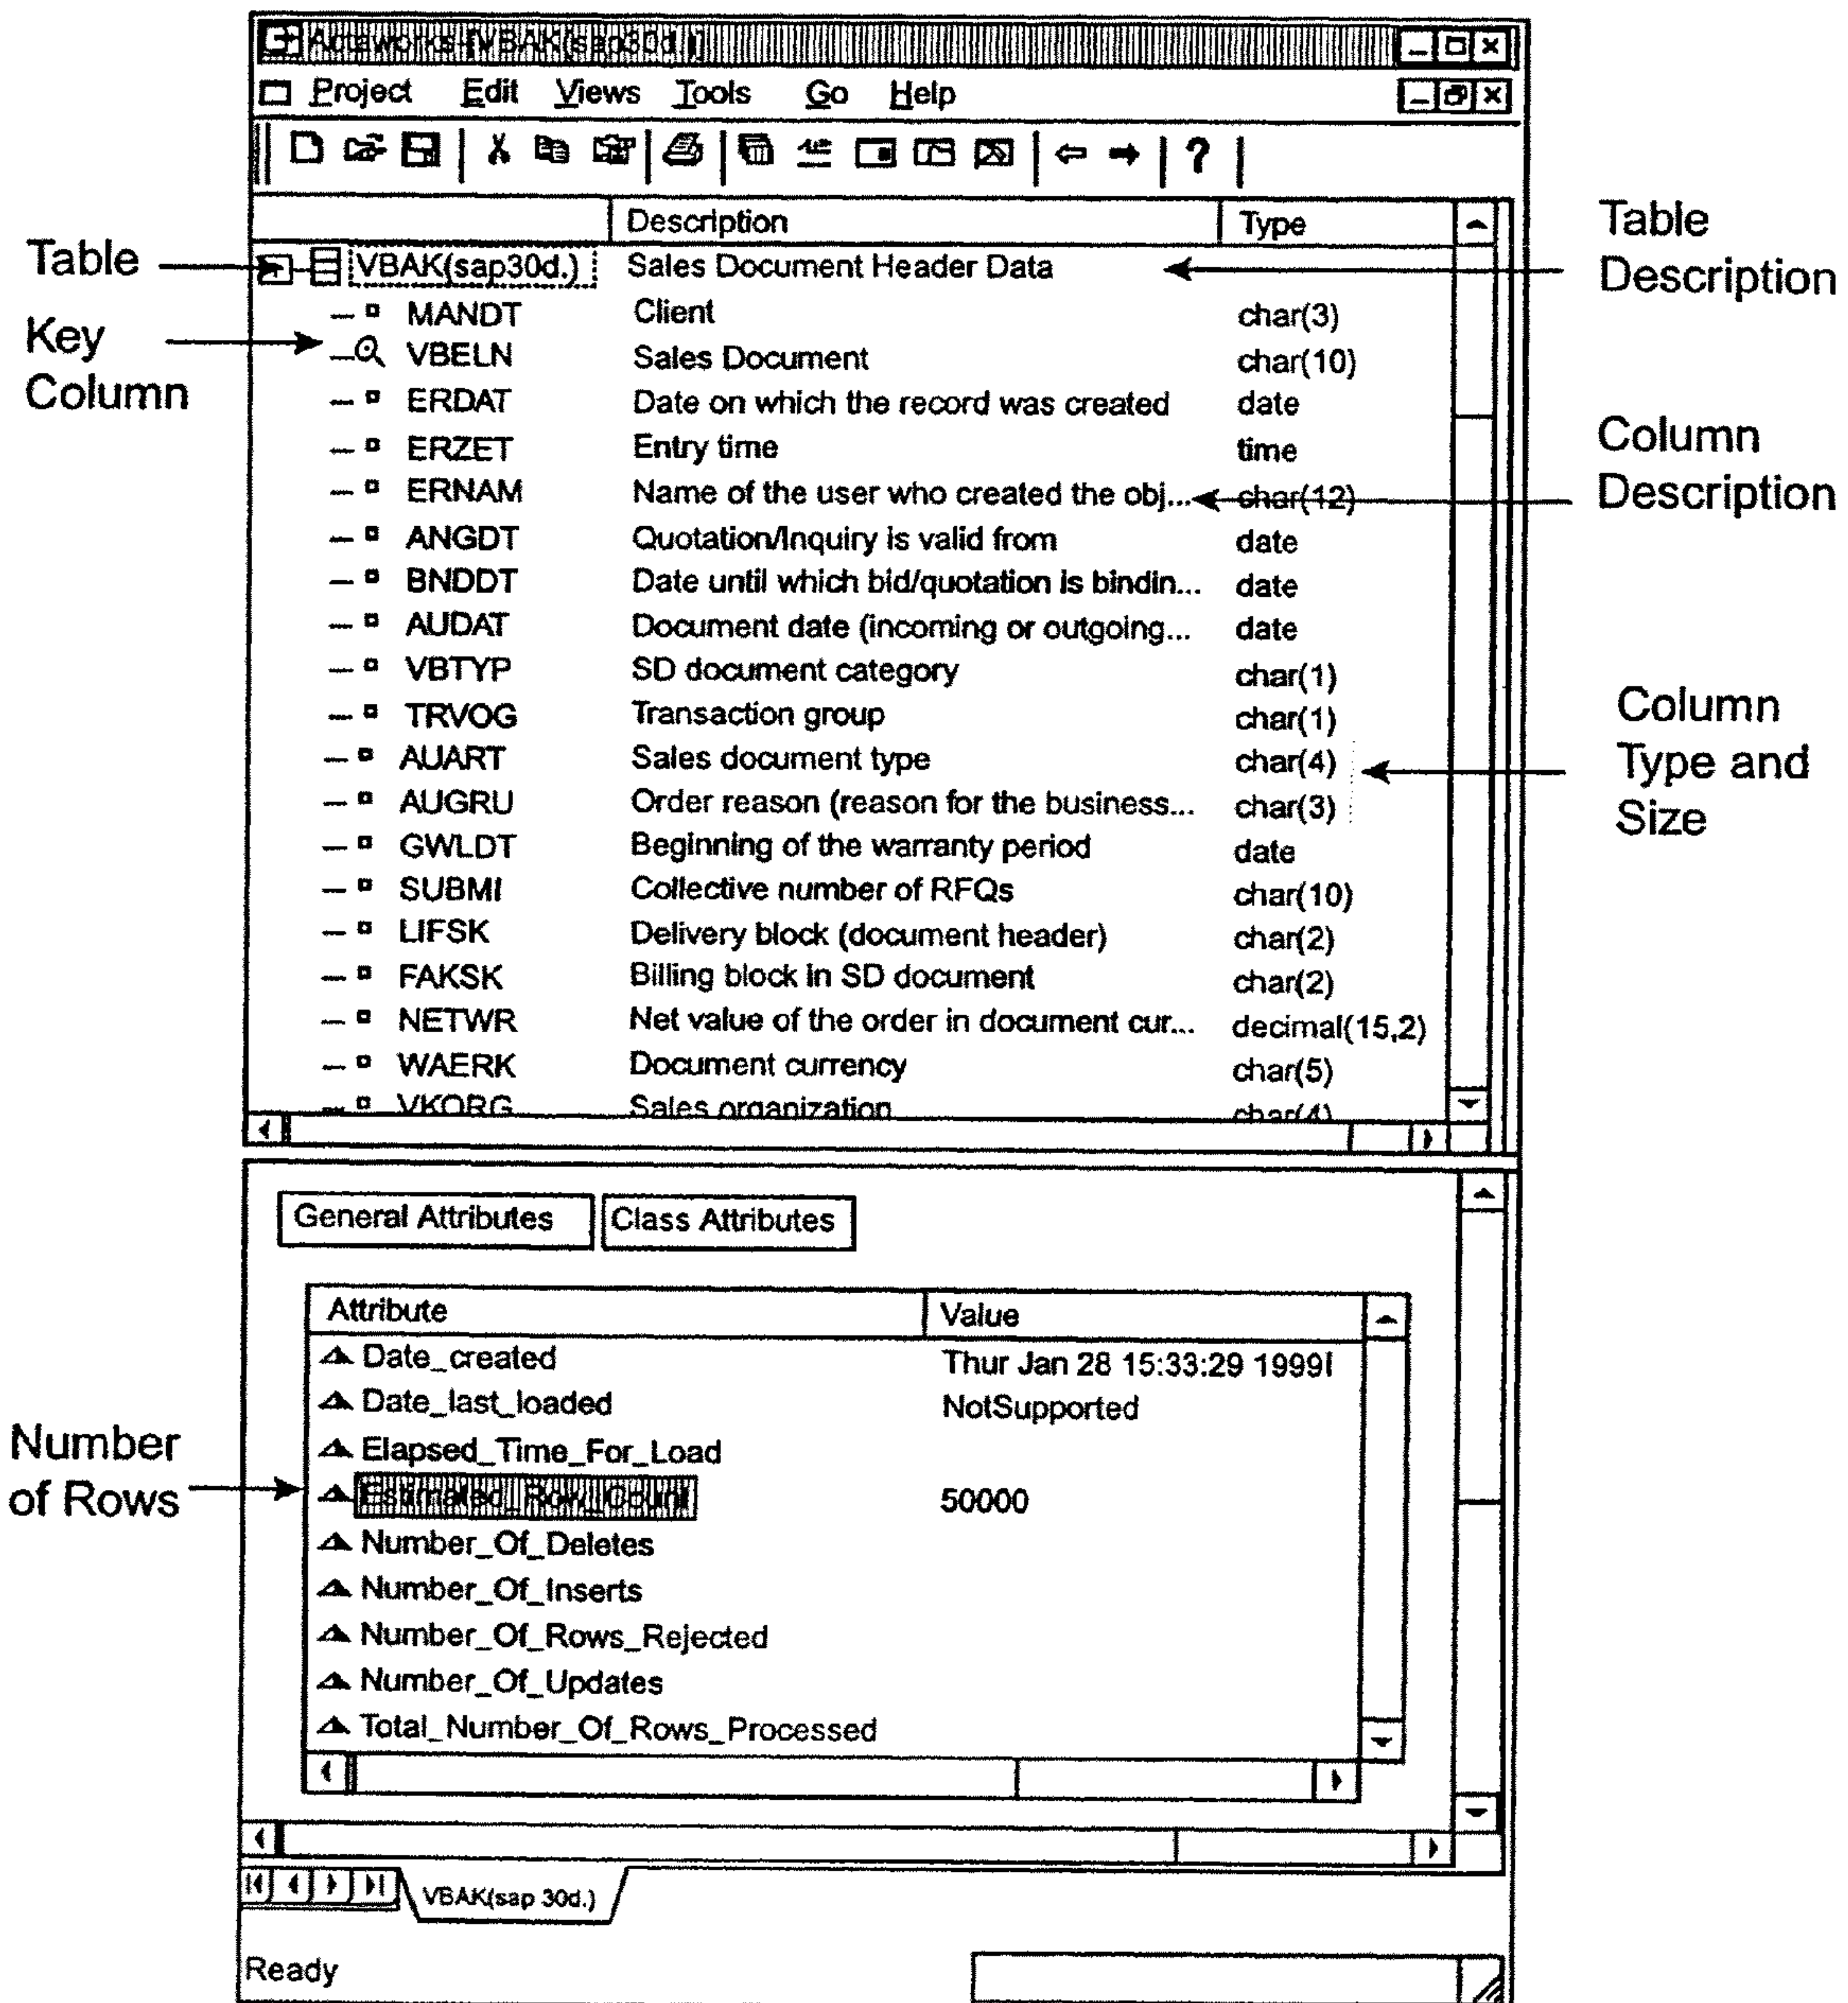 Actaworks-[VBAK(sap30d.)]
Project Edit Views Tools Go Help
?
Description Type
Table VBAK(sap30d.) Sales Document Header Data Table Description
MANDT Client char(3)
Key Column VBELN Sales Document char(10)
ERDAT Date on which the record was created date
ERZET Entry time time
ERNAM Name of the user who created the obj... char(12) Column Description
ANGDT Quotation/Inquiry is valid from date
BNDDT Date until which bid/quotation is bindin... date
AUDAT Document date (incoming or outgoing... date
VBTYP SD document category char(1)
TRVOG Transaction group char(1)
AUART Sales document type char(4) Column Type and Size
AUGRU Order reason (reason for the business... char(3)
GWLDT Beginning of the warranty period date
SUBMI Collective number of RFQs char(10)
LIFSK Delivery block (document header) char(2)
FAKSK Billing block in SD document char(2)
NETWR Net value of the order in document cur... decimal(15,2)
WAERK Document currency char(5)
VKORG Sales organization char(4)
General Attributes Class Attributes
Attribute Value
Date_created Thur Jan 28 15:33:29 1999
Date_last_loaded NotSupported
Elapsed_Time_For_Load
Number of Rows Estimated_Row_Count 50000
Number_Of_Deletes
Number_Of_Inserts
Number_Of_Rows_Rejected
Number_Of_Updates
Total_Number_Of_Rows_Processed
VBAK(sap 30d.)
Ready